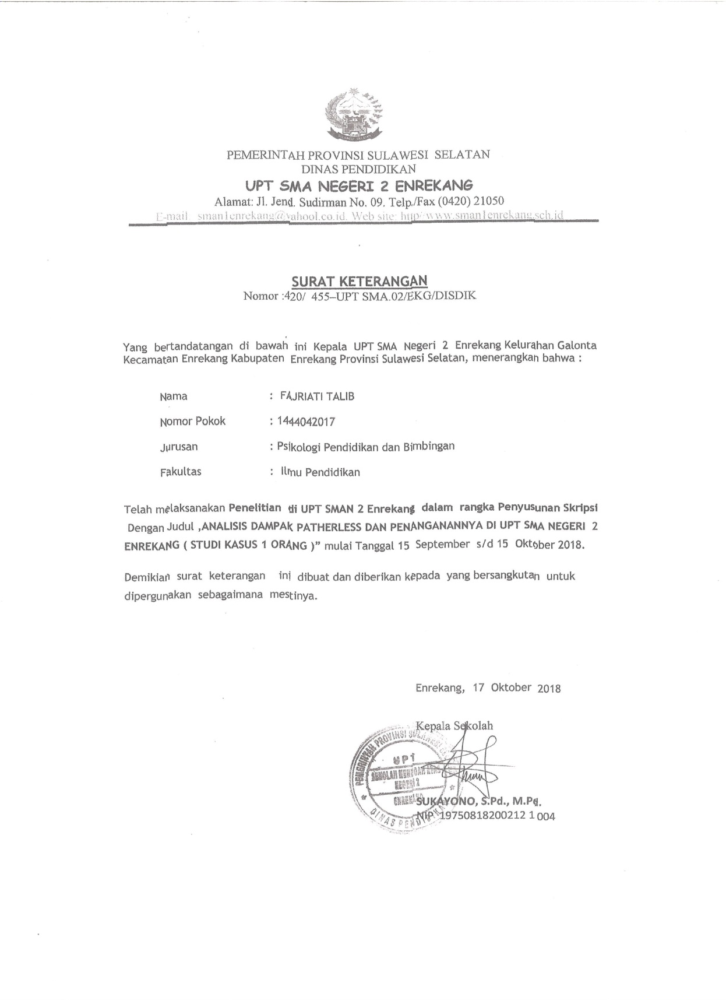 SULAWESI SELATAN
PEMERINTAH PROVINSI SULAWESI SELATAN
DINAS PENDIDIKAN
UPT SMA NEGERI 2 ENREKANG
Alamat: Jl. Jend. Sudirman No. 09. Telp./Fax (0420) 21050
E-mail sman1enrekang@yahool.co.id. Web site: http/www.sman1enrekang.sch.id
SURAT KETERANGAN
Nomor :420/ 455–UPT SMA.02/EKG/DISDIK
Yang bertandatangan di bawah ini Kepala UPT SMA Negeri 2 Enrekang Kelurahan Galonta
Kecamatan Enrekang Kabupaten Enrekang Provinsi Sulawesi Selatan, menerangkan bahwa :
Nama : FAJRIATI TALIB
Nomor Pokok : 1444042017
Jurusan : Psikologi Pendidikan dan Bimbingan
Fakultas : Ilmu Pendidikan
Telah melaksanakan Penelitian di UPT SMAN 2 Enrekang dalam rangka Penyusunan Skripsi
Dengan Judul ,ANALISIS DAMPAK PATHERLESS DAN PENANGANANNYA DI UPT SMA NEGERI 2
ENREKANG ( STUDI KASUS 1 ORANG )” mulai Tanggal 15 September s/d 15 Oktober 2018.
Demikian surat keterangan ini dibuat dan diberikan kepada yang bersangkutan untuk
dipergunakan sebagaimana mestinya.
Enrekang, 17 Oktober 2018
Kepala Sekolah
PEMERINTAH PROVINSI SULAWESI
UPT
SEKOLAH MENENGAH ATAS
NEGERI 2
ENREKANG
DINAS PENDIDIKAN
SUKAYONO, S.Pd., M.Pd.
NIP 19750818200212 1 004